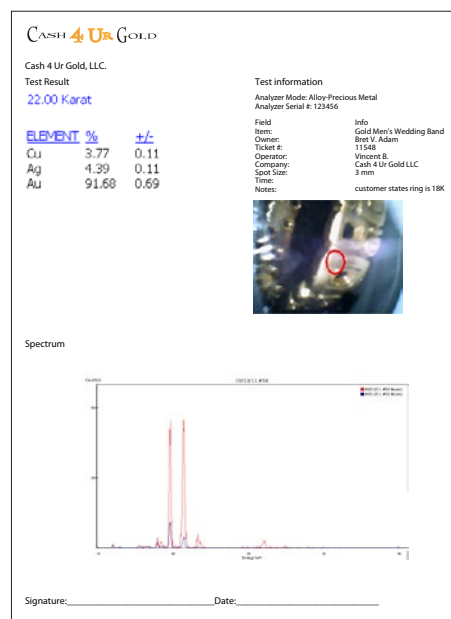 CASH 4 UR GOLD
Cash 4 Ur Gold, LLC.
Test Result
22.00 Karat
ELEMENT % +/-
Cu 3.77 0.11
Ag 4.39 0.11
Au 91.68 0.69
Test information
Analyzer Mode: Alloy-Precious Metal
Analyzer Serial #: 123456
Field Info
Item: Gold Men's Wedding Band
Owner: Bret V. Adam
Ticket #: 11548
Operator: Vincent B.
Company: Cash 4 Ur Gold LLC
Spot Size: 3 mm
Time:
Notes: customer states ring is 18K
Spectrum
Signature: Date: